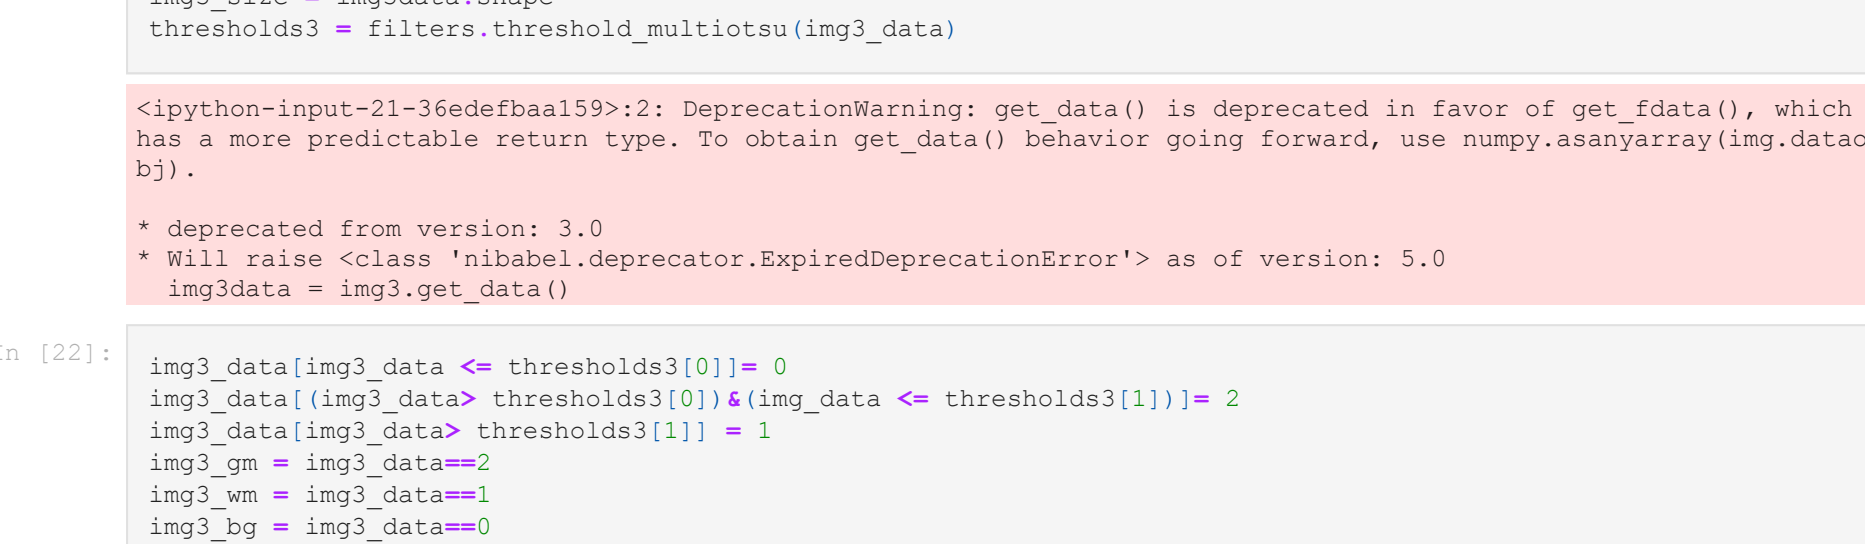 img3_size = img3data.shape
thresholds3 = filters.threshold_multiotsu(img3_data)
<ipython-input-21-36edefbaa159>:2: DeprecationWarning: get_data() is deprecated in favor of get_fdata(), which
has a more predictable return type. To obtain get_data() behavior going forward, use numpy.asanyarray(img.datao
bj).
* deprecated from version: 3.0
* Will raise <class 'nibabel.deprecator.ExpiredDeprecationError'> as of version: 5.0
img3data = img3.get_data()
In [22]:
img3_data[img3_data <= thresholds3[0]]= 0
img3_data[(img3_data> thresholds3[0])&(img_data <= thresholds3[1])]= 2
img3_data[img3_data> thresholds3[1]] = 1
img3_gm = img3_data==2
img3_wm = img3_data==1
img3_bg = img3_data==0